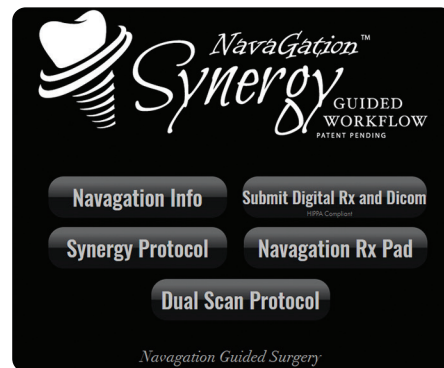 NavaGation™
Synergy
GUIDED
WORKFLOW
PATENT PENDING
Navagation Info
Submit Digital Rx and Dicom
HIPPA Compliant
Synergy Protocol
Navagation Rx Pad
Dual Scan Protocol
Navagation Guided Surgery